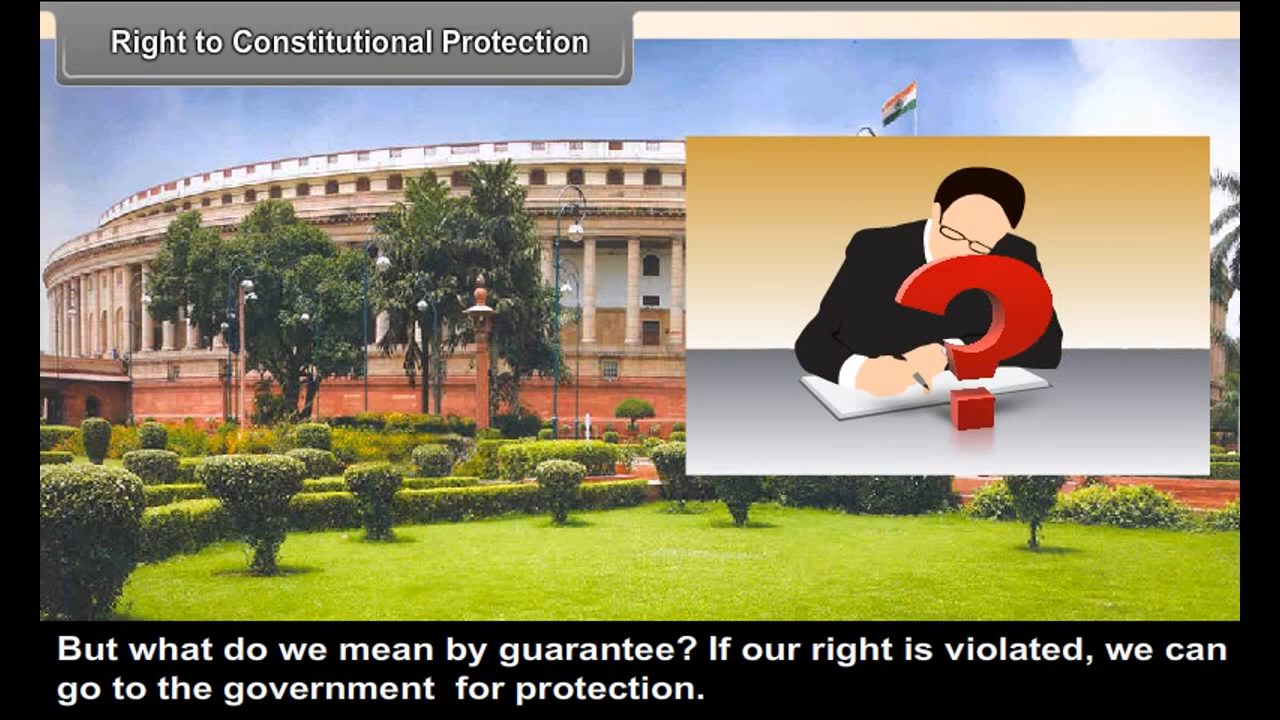 Right to Constitutional Protection
But what do we mean by guarantee? If our right is violated, we can
go to the government  for protection.